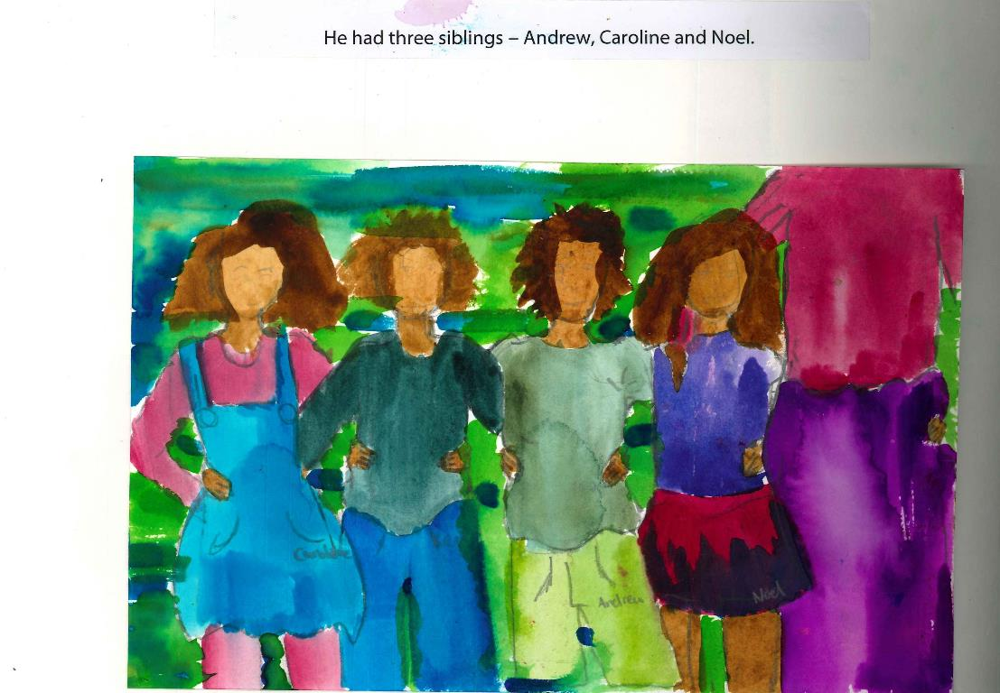 He had three siblings – Andrew, Caroline and Noel.
Caroline
Andrew
Noel